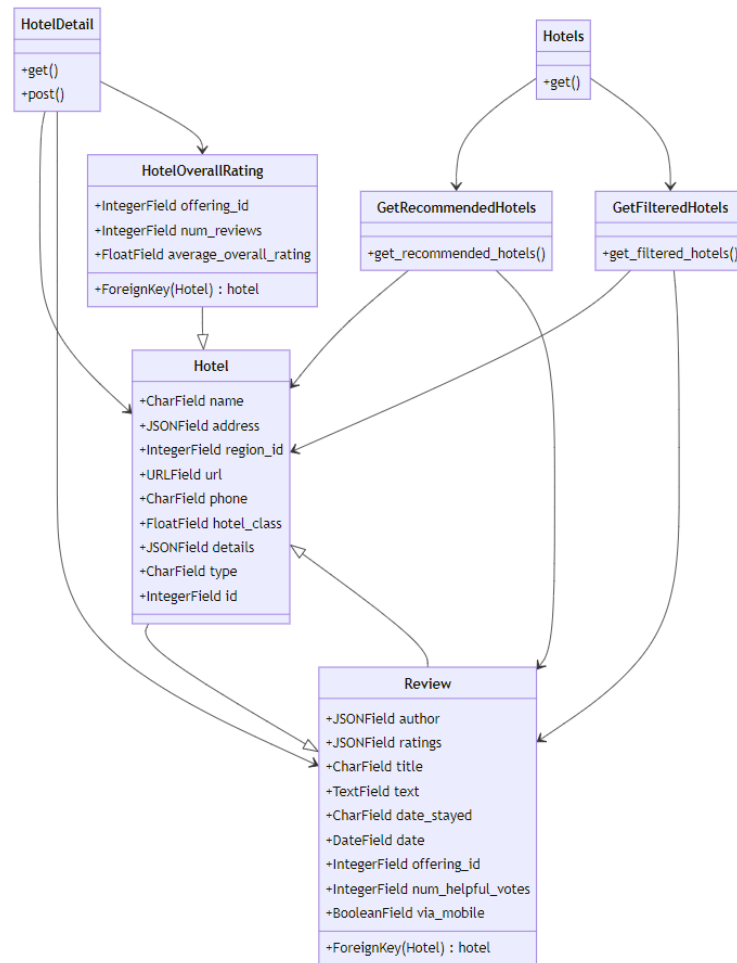 HotelDetail
+get()
+post()
Hotels
+get()
HotelOverallRating
+IntegerField offering_id
+IntegerField num_reviews
+FloatField average_overall_rating
+ForeignKey(Hotel) : hotel
GetRecommendedHotels
+get_recommended_hotels()
GetFilteredHotels
+get_filtered_hotels()
Hotel
+CharField name
+JSONField address
+IntegerField region_id
+URLField url
+CharField phone
+FloatField hotel_class
+JSONField details
+CharField type
+IntegerField id
Review
+JSONField author
+JSONField ratings
+CharField title
+TextField text
+CharField date_stayed
+DateField date
+IntegerField offering_id
+IntegerField num_helpful_votes
+BooleanField via_mobile
+ForeignKey(Hotel) : hotel